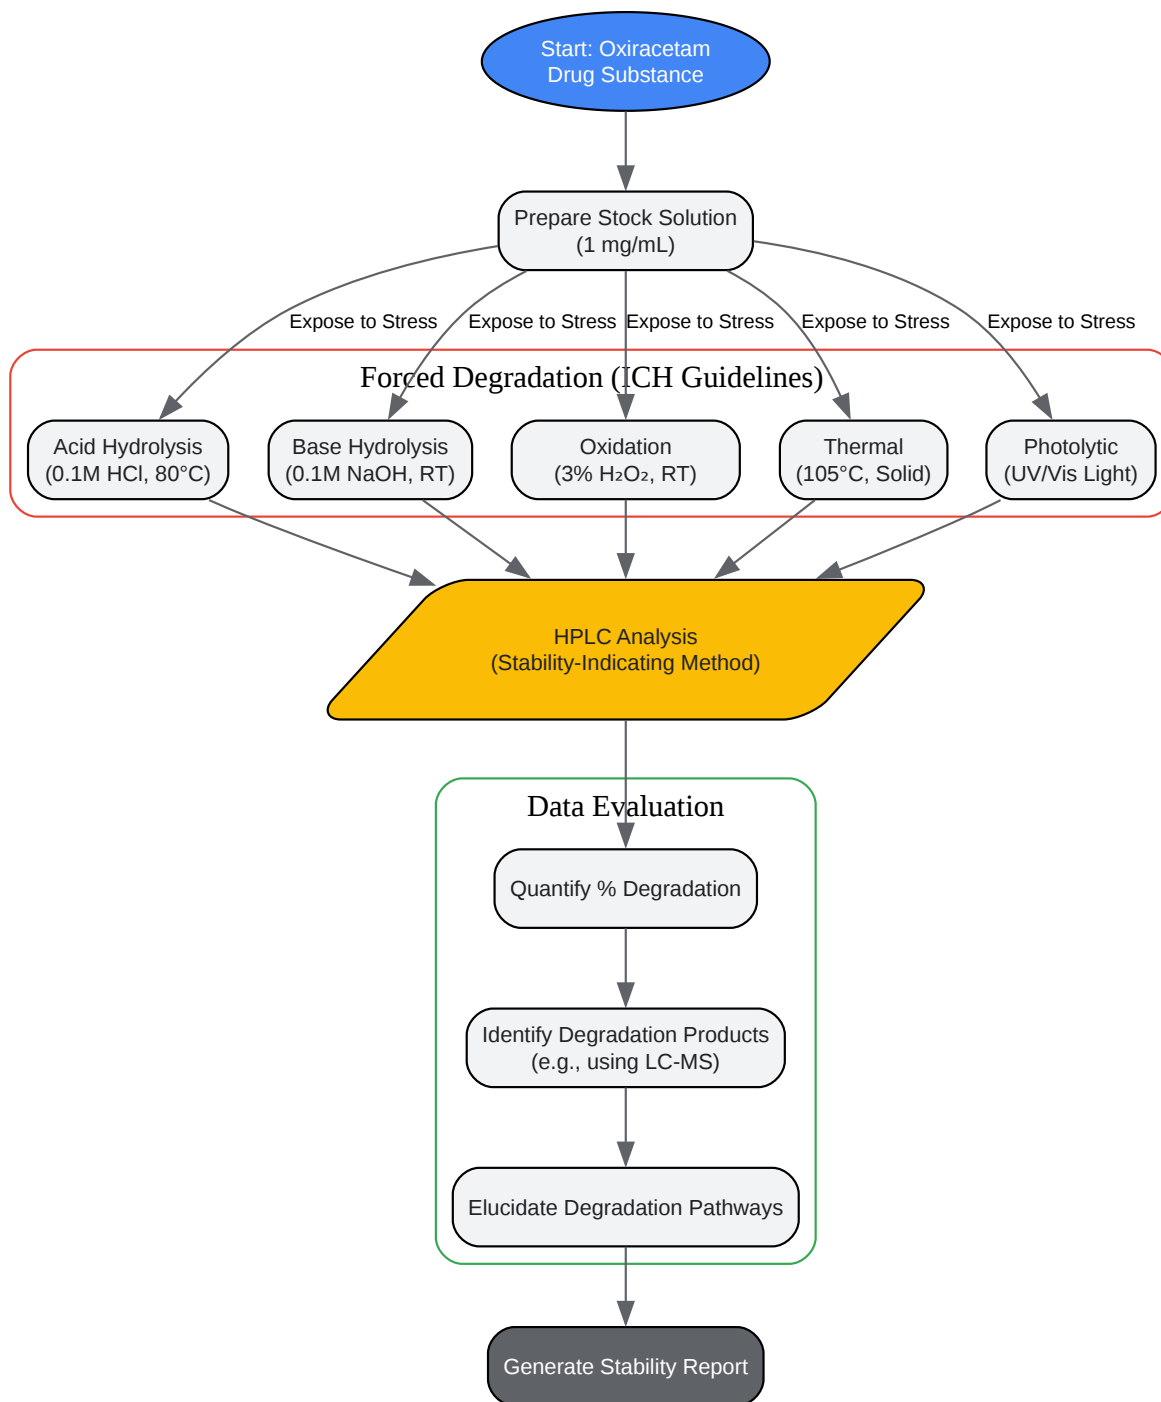 Start: Oxiracetam
Drug Substance
Prepare Stock Solution
(1 mg/mL)
Expose to Stress
Expose to Stress
Expose to Stress
Expose to Stress
Expose to Stress
Forced Degradation (ICH Guidelines)
Acid Hydrolysis
(0.1M HCl, 80°C)
Base Hydrolysis
(0.1M NaOH, RT)
Oxidation
(3% H₂O₂, RT)
Thermal
(105°C, Solid)
Photolytic
(UV/Vis Light)
HPLC Analysis
(Stability-Indicating Method)
Data Evaluation
Quantify % Degradation
Identify Degradation Products
(e.g., using LC-MS)
Elucidate Degradation Pathways
Generate Stability Report